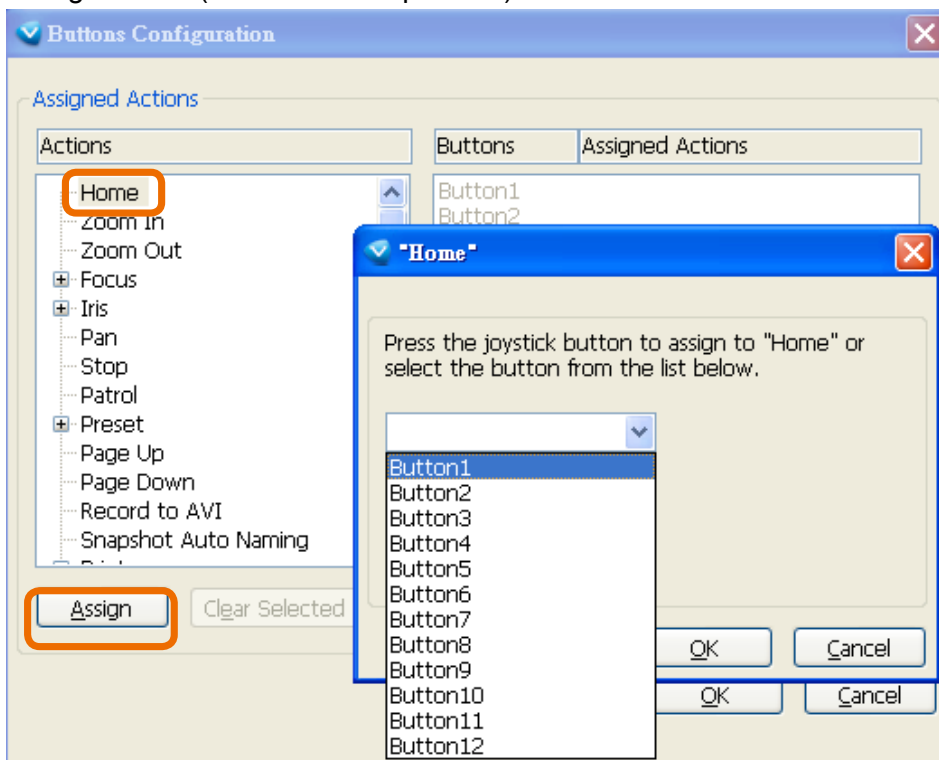 Buttons Configuration
Assigned Actions
Actions
Buttons
Assigned Actions
Home
Zoom In
Zoom Out
Focus
Iris
Pan
Stop
Patrol
Preset
Page Up
Page Down
Record to AVI
Snapshot Auto Naming
Button1
Button2
"Home"
Press the joystick button to assign to "Home" or
select the button from the list below.
Button1
Button2
Button3
Button4
Button5
Button6
Button7
Button8
Button9
Button10
Button11
Button12
OK
Cancel
Assign
Clear Selected
OK
Cancel